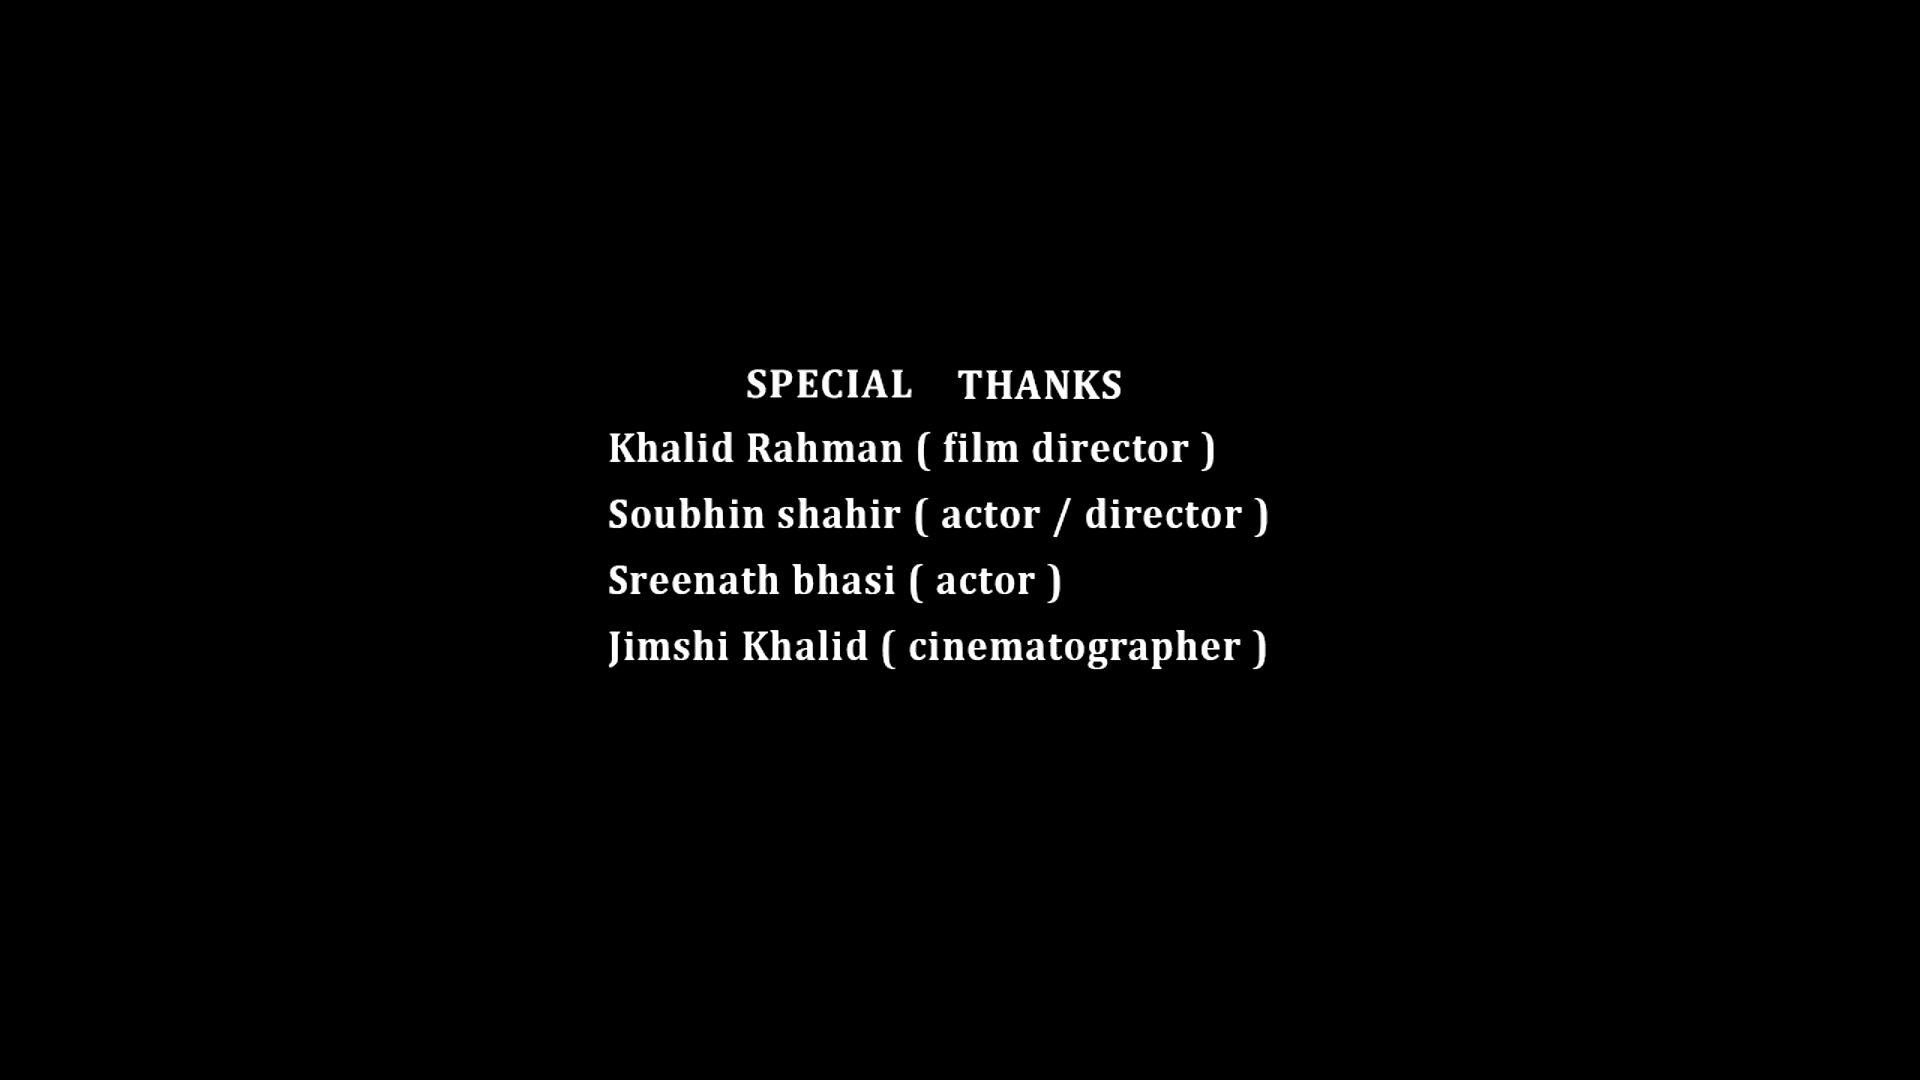 SPECIAL THANKS
Khalid Rahman ( film director )
Soubhin shahir ( actor / director )
Sreenath bhasi ( actor )
Jimshi Khalid ( cinematographer )